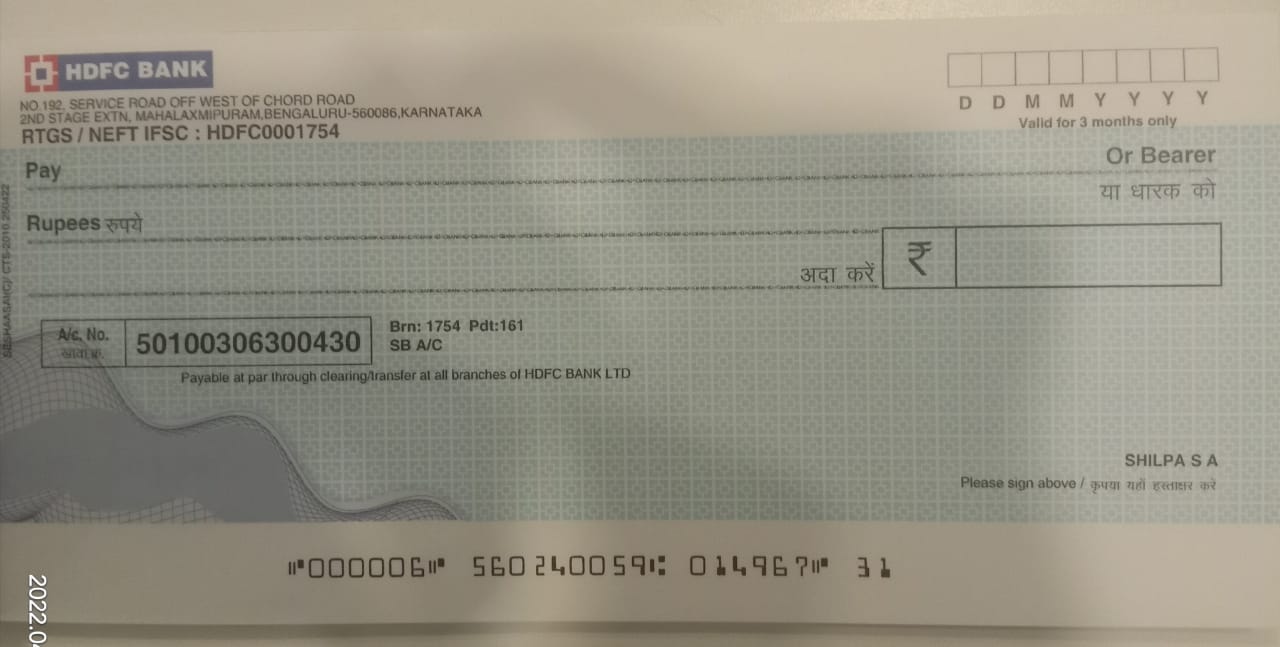 HDFC BANK
NO.192, SERVICE ROAD OFF WEST OF CHORD ROAD
2ND STAGE EXTN, MAHALAXMIPURAM,BENGALURU-560086,KARNATAKA
RTGS / NEFT IFSC : HDFC0001754
D D M M Y Y Y Y
Valid for 3 months only
Pay
Or Bearer
या धारक को
Rupees रुपये
अदा करें
₹
A/c. No.
खाता क्र.
50100306300430
Brn: 1754 Pdt:161
SB A/C
Payable at par through clearing/transfer at all branches of HDFC BANK LTD
SHILPA S A
Please sign above / कृपया यहाँ हस्ताक्षर करें
⑈000006⑈ 560240059⑆ 014967⑈ 31
CTS-2010
2022.04